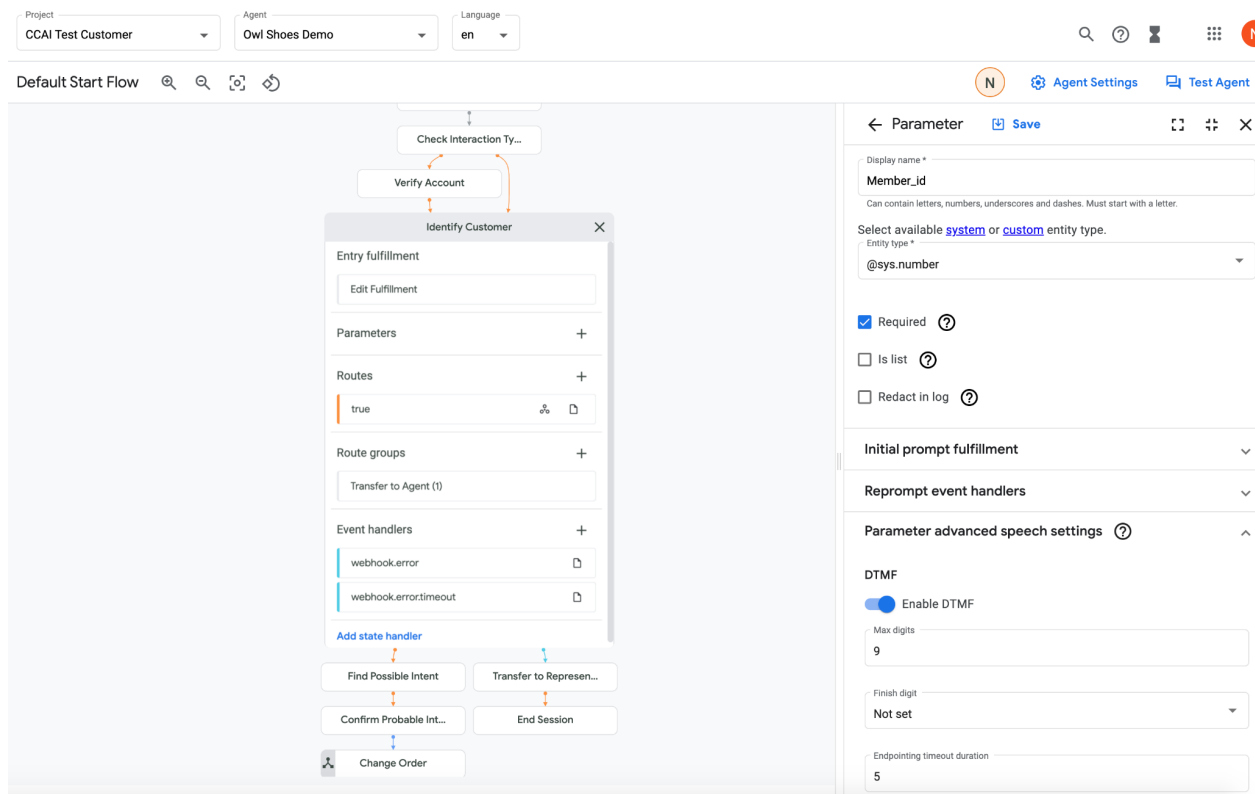 Project
CCAI Test Customer
Agent
Owl Shoes Demo
Language
en
N
Default Start Flow
N
Agent Settings
Test Agent
Check Interaction Ty...
Verify Account
Identify Customer
Entry fulfillment
Edit Fulfillment
Parameters
Routes
true
Route groups
Transfer to Agent (1)
Event handlers
webhook.error
webhook.error.timeout
Add state handler
Find Possible Intent
Transfer to Represen...
Confirm Probable Int...
End Session
Change Order
Parameter
Save
Display name *
Member_id
Can contain letters, numbers, underscores and dashes. Must start with a letter.
Select available system or custom entity type.
Entity type *
@sys.number
Required
Is list
Redact in log
Initial prompt fulfillment
Reprompt event handlers
Parameter advanced speech settings
DTMF
Enable DTMF
Max digits
9
Finish digit
Not set
Endpointing timeout duration
5